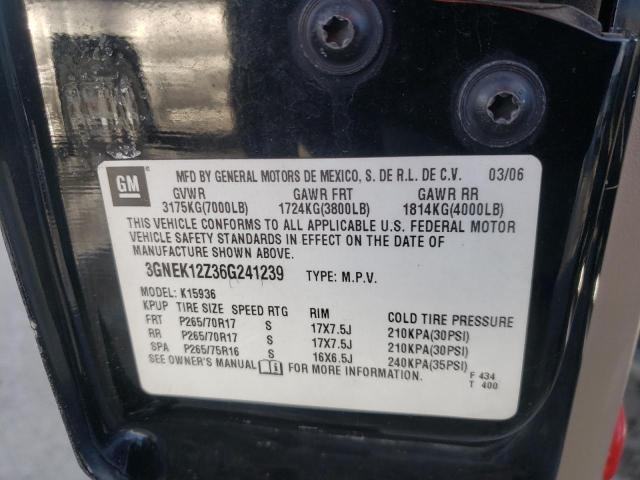 GM
MFD BY GENERAL MOTORS DE MEXICO, S. DE R.L. DE C.V. 03/06
GVWR GAWR FRT GAWR RR
3175KG(7000LB) 1724KG(3800LB) 1814KG(4000LB)
THIS VEHICLE CONFORMS TO ALL APPLICABLE U.S. FEDERAL MOTOR
VEHICLE SAFETY STANDARDS IN EFFECT ON THE DATE OF
MANUFACTURE SHOWN ABOVE.
3GNEK12Z36G241239 TYPE: M.P.V.
MODEL: K15936
KPUP TIRE SIZE SPEED RTG RIM COLD TIRE PRESSURE
FRT P265/70R17 S 17X7.5J 210KPA(30PSI)
RR P265/70R17 S 17X7.5J 210KPA(30PSI)
SPA P265/75R16 S 16X6.5J 240KPA(35PSI)
SEE OWNER'S MANUAL FOR MORE INFORMATION.
F 434
T 400